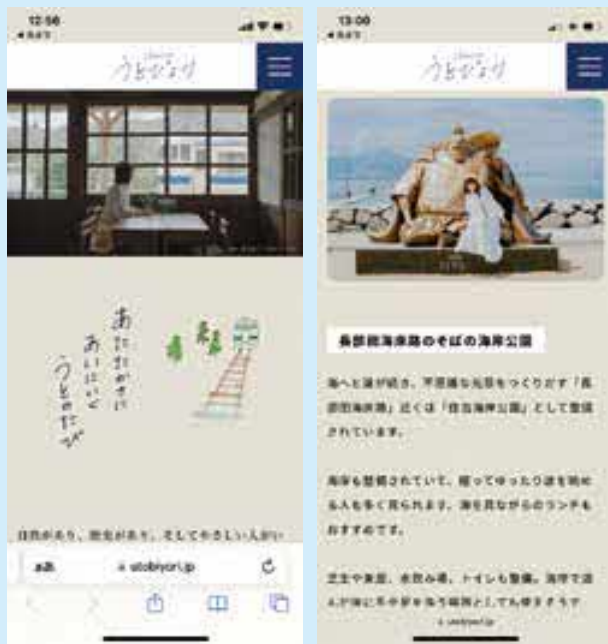 12:56
うとびより
あたたかさに
あいにいく
うとのたび
自然があり、歴史があり、そしてやさしい人がい
ぁあ
utobiyori.jp
13:00
うとびより
長部田海床路のそばの海岸公園
海へと道が続き、不思議な光景をつくりだす「長
部田海床路」近くは「住吉海岸公園」として整備
されています。
海岸も整備されていて、座ってゆったり波を眺め
る人も多く見られます。海を見ながらのランチも
おすすめです。
芝生や東屋、水飲み場、トイレも整備。海岸で遊
utobiyori.jp